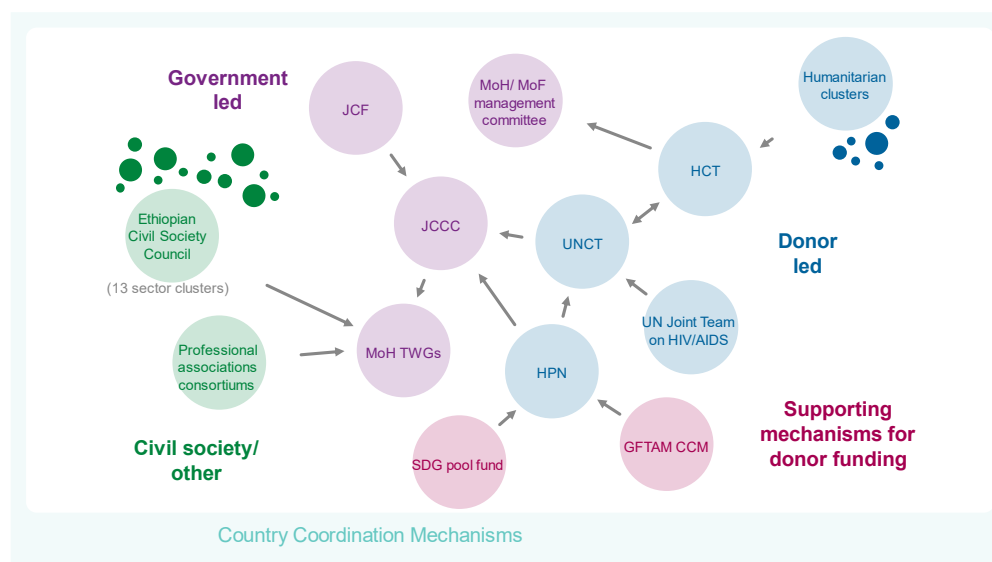 Government
led
JCF
MoH/ MoF
management
committee
Humanitarian
clusters
HCT
Ethiopian
Civil Society
Council
(13 sector clusters)
JCCC
UNCT
Donor
led
UN Joint Team
on HIV/AIDS
MoH TWGs
Professional
associations
consortiums
HPN
Supporting
mechanisms for
donor funding
Civil society/
other
SDG pool fund
GFTAM CCM
Country Coordination Mechanisms